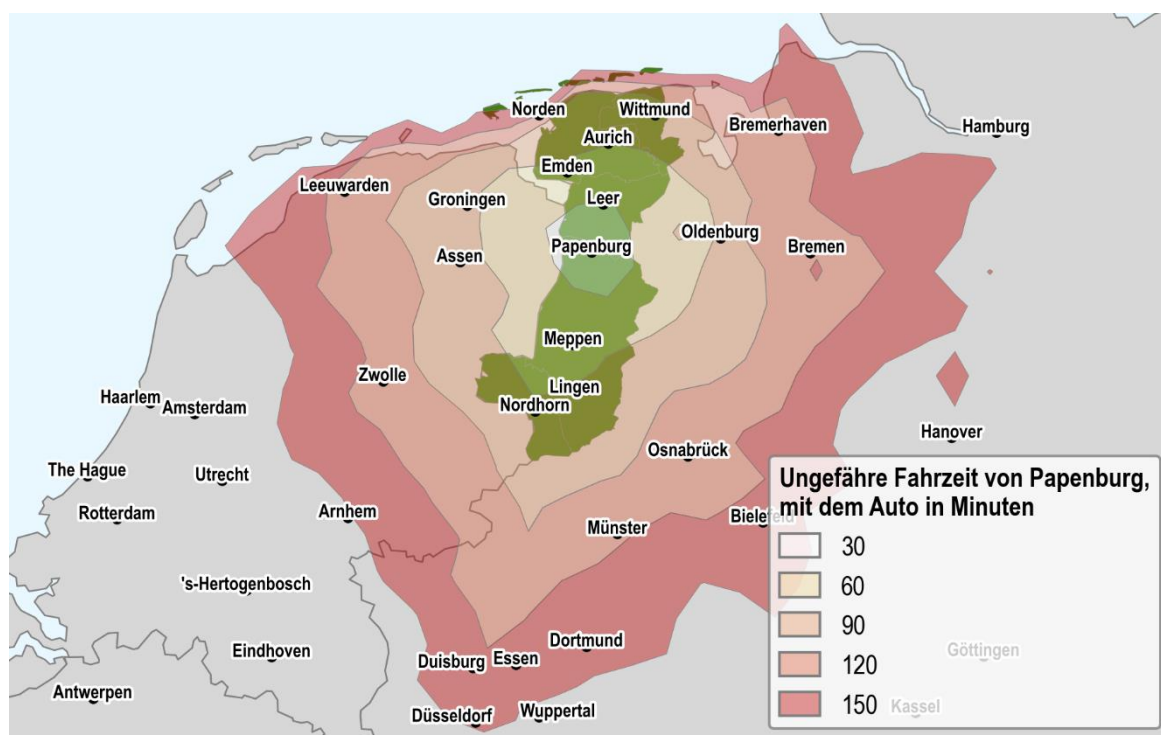 Norden
Wittmund
Bremerhaven
Hamburg
Aurich
Emden
Leeuwarden
Groningen
Leer
Oldenburg
Bremen
Assen
Papenburg
Meppen
Zwolle
Lingen
Nordhorn
Haarlem
Amsterdam
Hanover
Osnabrück
The Hague
Utrecht
Rotterdam
Arnhem
Münster
Bielefeld
's-Hertogenbosch
Eindhoven
Dortmund
Duisburg
Essen
Göttingen
Antwerpen
Düsseldorf
Wuppertal
Kassel
Ungefähre Fahrzeit von Papenburg,
mit dem Auto in Minuten
30
60
90
120
150